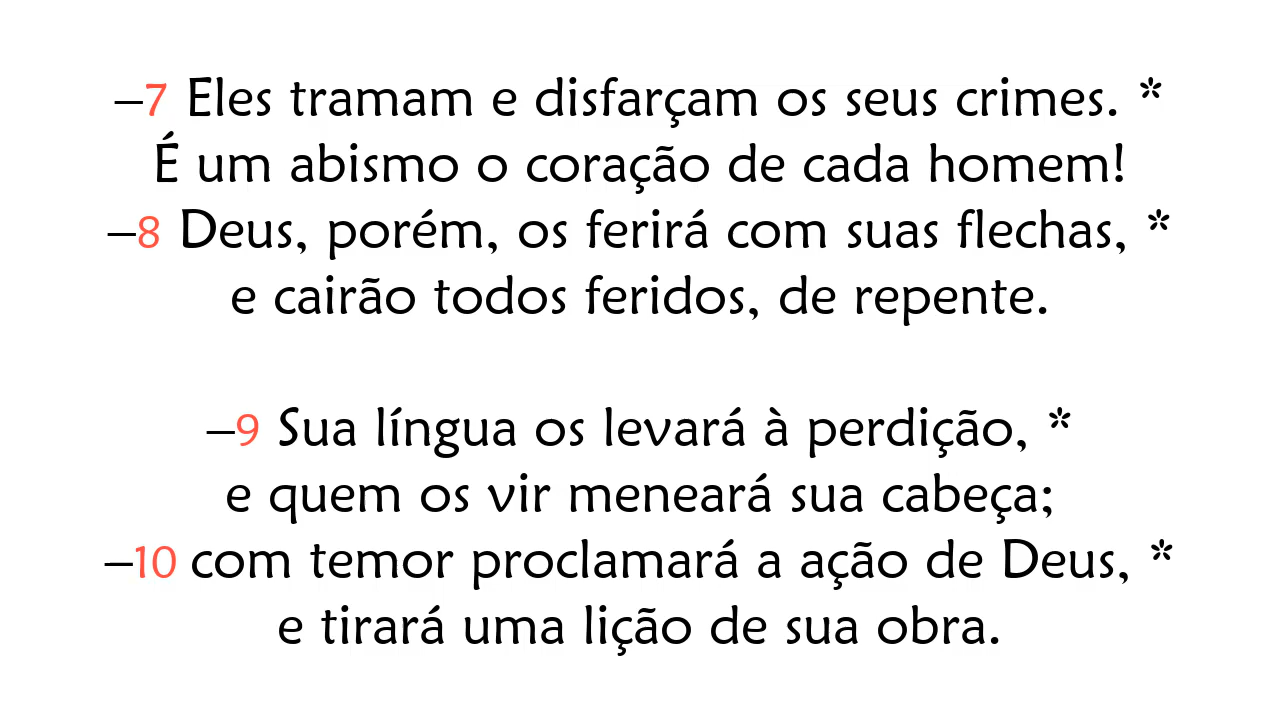 –7 Eles tramam e disfarçam os seus crimes. *
É um abismo o coração de cada homem!
–8 Deus, porém, os ferirá com suas flechas, *
e cairão todos feridos, de repente.
–9 Sua língua os levará à perdição, *
e quem os vir meneará sua cabeça;
–10 com temor proclamará a ação de Deus, *
e tirará uma lição de sua obra.